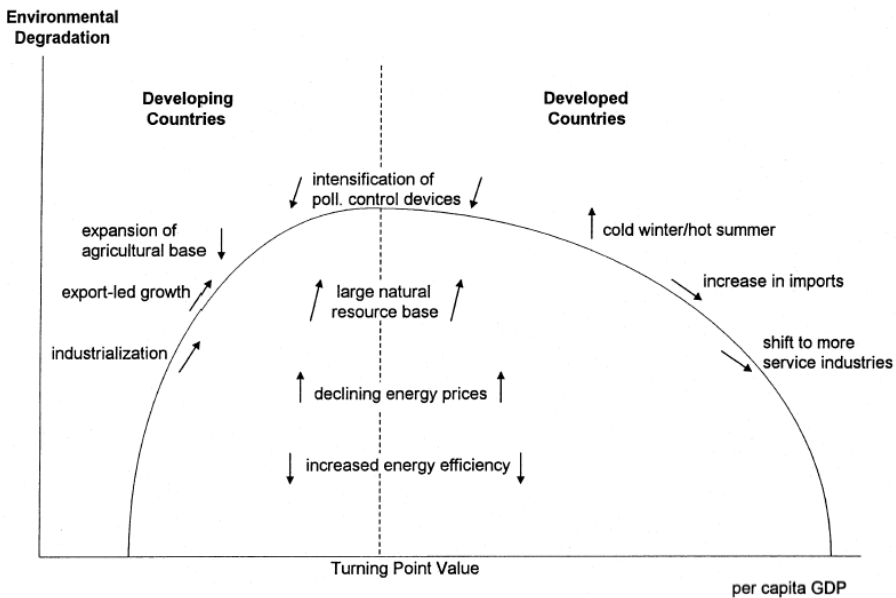 Environmental
Degradation
Developing
Countries
Developed
Countries
intensification of
poll. control devices
expansion of
agricultural base
cold winter/hot summer
export-led growth
large natural
resource base
increase in imports
industrialization
shift to more
service industries
declining energy prices
increased energy efficiency
Turning Point Value
per capita GDP